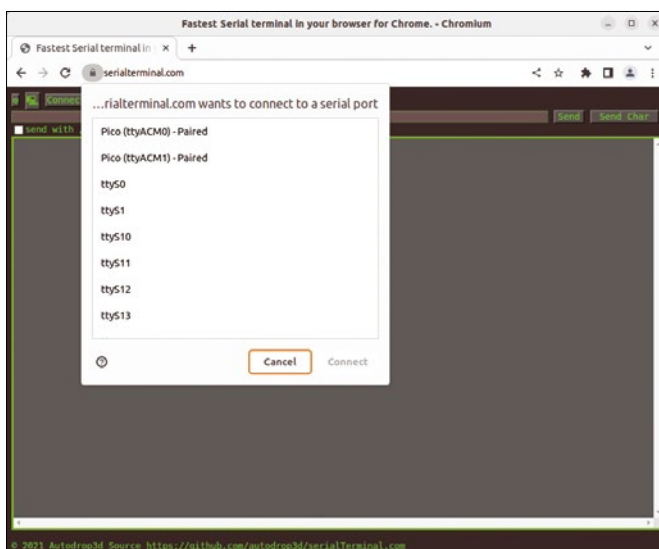 Fastest Serial terminal in your browser for Chrome. - Chromium
Fastest Serial terminal in
serialterminal.com
Connec
send with
Send
Send Char
...rialterminal.com wants to connect to a serial port
Pico (ttyACM0) - Paired
Pico (ttyACM1) - Paired
ttyS0
ttyS1
ttyS10
ttyS11
ttyS12
ttyS13
Cancel
Connect
© 2021 Autodrop3d Source https://github.com/autodrop3d/serialTerminal.com